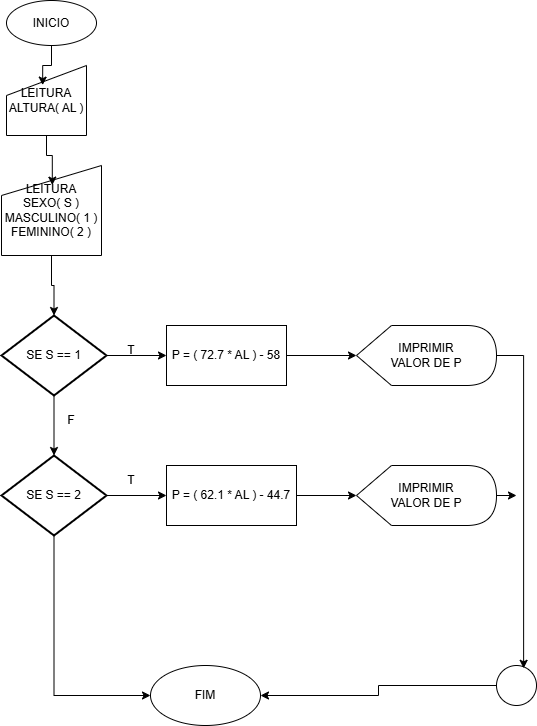 INICIO
LEITURA
ALTURA( AL )
LEITURA
SEXO( S )
MASCULINO( 1 )
FEMININO( 2 )
SE S == 1
T
P = ( 72.7 * AL ) - 58
IMPRIMIR
VALOR DE P
F
SE S == 2
T
P = ( 62.1 * AL ) - 44.7
IMPRIMIR
VALOR DE P
FIM